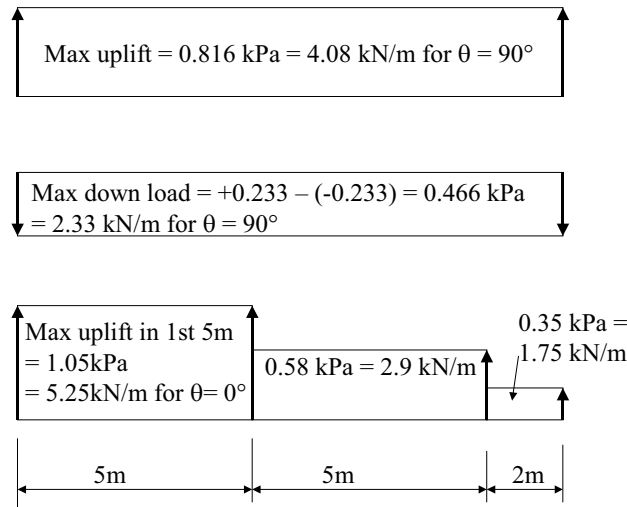 Max uplift = 0.816 kPa = 4.08 kN/m for θ = 90°
Max down load = +0.233 – (-0.233) = 0.466 kPa
= 2.33 kN/m for θ = 90°
Max uplift in 1st 5m
= 1.05kPa
= 5.25kN/m for θ= 0°
0.58 kPa = 2.9 kN/m
0.35 kPa =
1.75 kN/m
5m
5m
2m